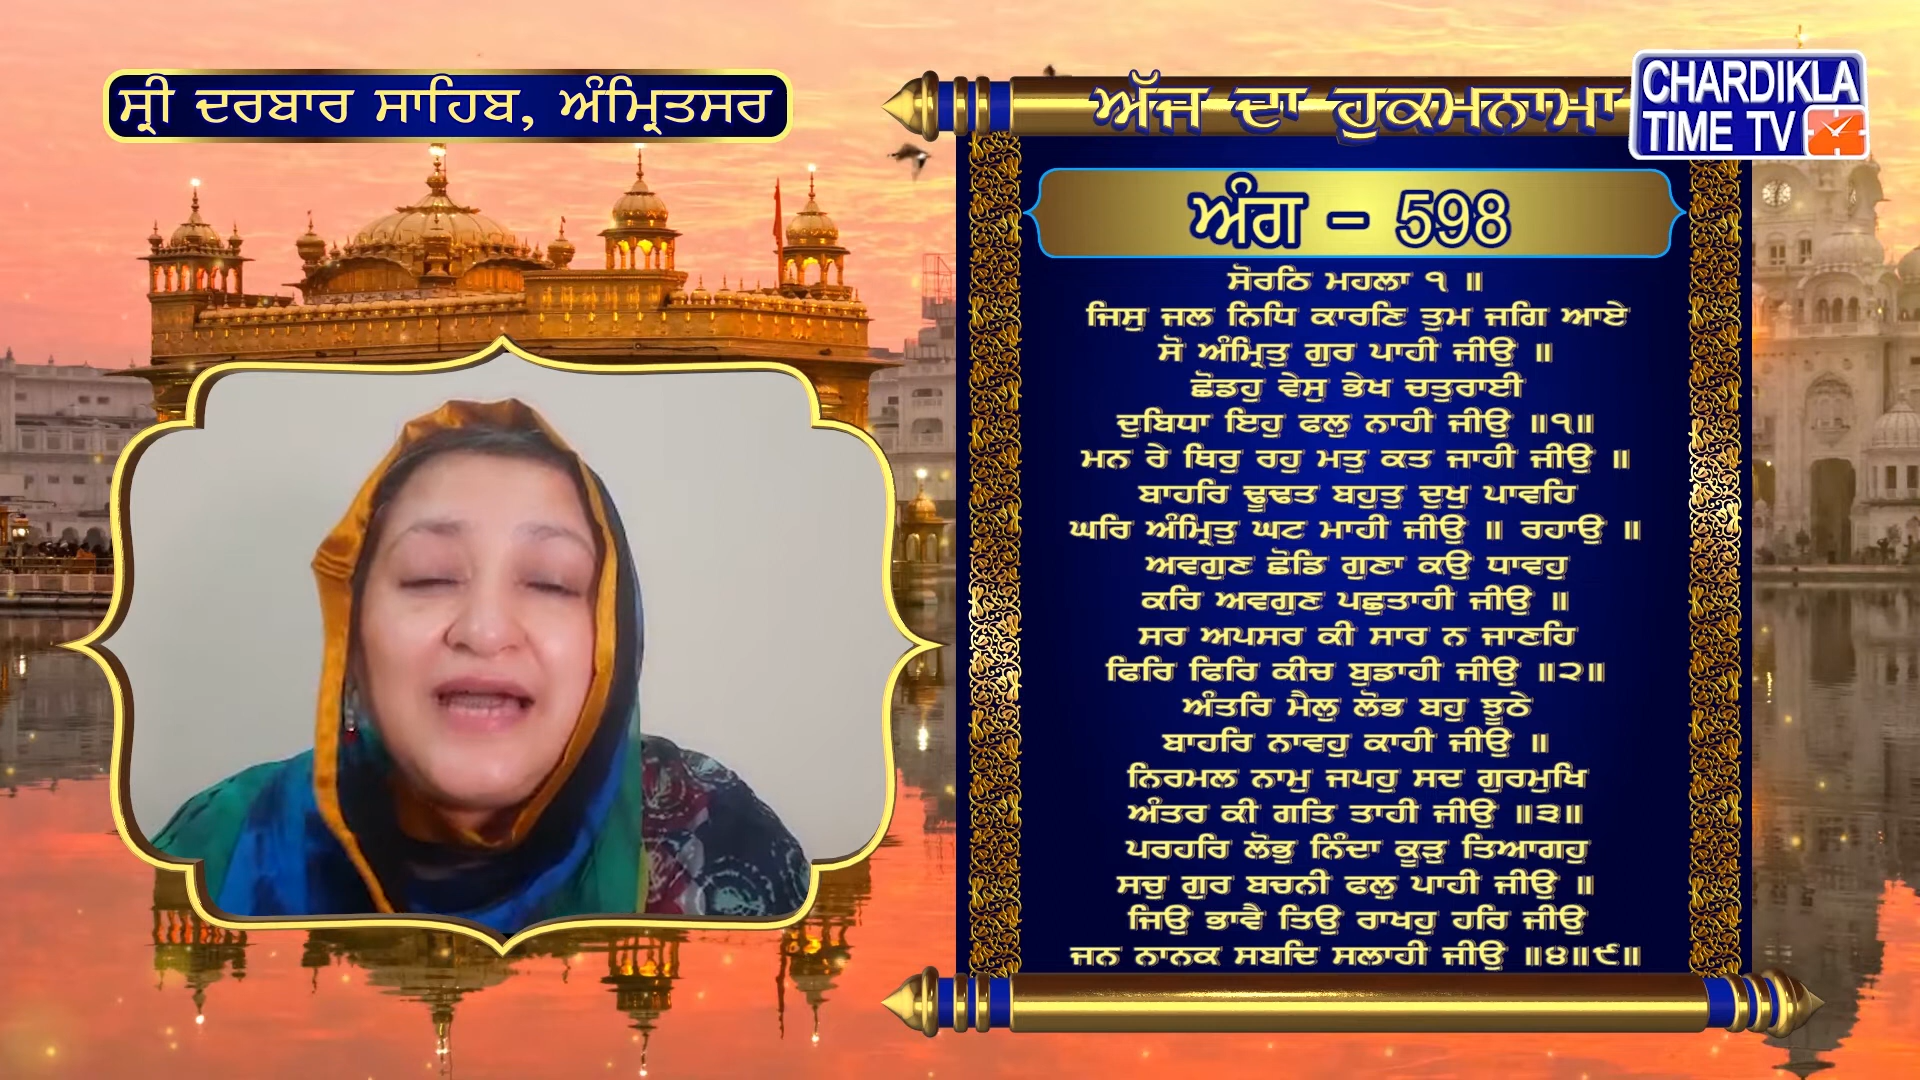 ਸ੍ਰੀ ਦਰਬਾਰ ਸਾਹਿਬ, ਅੰਮ੍ਰਿਤਸਰ
ਅੱਜ ਦਾ ਹੁਕਮਨਾਮਾ
CHARDIKLA
TIME TV
ਅੰਗ - 598
ਸੋਰਠਿ ਮਹਲਾ ੧ ॥
ਜਿਸੁ ਜਲ ਨਿਧਿ ਕਾਰਣਿ ਤੁਮ ਜਗਿ ਆਏ
ਸੋ ਅੰਮ੍ਰਿਤੁ ਗੁਰ ਪਾਹੀ ਜੀਉ ॥
ਛੋਡਹੁ ਵੇਸੁ ਭੇਖ ਚਤੁਰਾਈ
ਦੁਬਿਧਾ ਇਹੁ ਫਲੁ ਨਾਹੀ ਜੀਉ ॥੧॥
ਮਨ ਰੇ ਥਿਰੁ ਰਹੁ ਮਤੁ ਕਤ ਜਾਹੀ ਜੀਉ ॥
ਬਾਹਰਿ ਢੂਢਤ ਬਹੁਤੁ ਦੁਖੁ ਪਾਵਹਿ
ਘਰਿ ਅੰਮ੍ਰਿਤੁ ਘਟ ਮਾਹੀ ਜੀਉ ॥ ਰਹਾਉ ॥
ਅਵਗੁਣ ਛੋਡਿ ਗੁਣਾ ਕਉ ਧਾਵਹੁ
ਕਰਿ ਅਵਗੁਣ ਪਛੁਤਾਹੀ ਜੀਉ ॥
ਸਰ ਅਪਸਰ ਕੀ ਸਾਰ ਨ ਜਾਣਹਿ
ਫਿਰਿ ਫਿਰਿ ਕੀਚ ਬੁਡਾਹੀ ਜੀਉ ॥੨॥
ਅੰਤਰਿ ਮੈਲੁ ਲੋਭ ਬਹੁ ਝੂਠੇ
ਬਾਹਰਿ ਨਾਵਹੁ ਕਾਹੀ ਜੀਉ ॥
ਨਿਰਮਲ ਨਾਮੁ ਜਪਹੁ ਸਦ ਗੁਰਮੁਖਿ
ਅੰਤਰ ਕੀ ਗਤਿ ਤਾਹੀ ਜੀਉ ॥੩॥
ਪਰਹਰਿ ਲੋਭੁ ਨਿੰਦਾ ਕੂੜੁ ਤਿਆਗਹੁ
ਸਚੁ ਗੁਰ ਬਚਨੀ ਫਲੁ ਪਾਹੀ ਜੀਉ ॥
ਜਿਉ ਭਾਵੈ ਤਿਉ ਰਾਖਹੁ ਹਰਿ ਜੀਉ
ਜਨ ਨਾਨਕ ਸਬਦਿ ਸਲਾਹੀ ਜੀਉ ॥੪॥੯॥